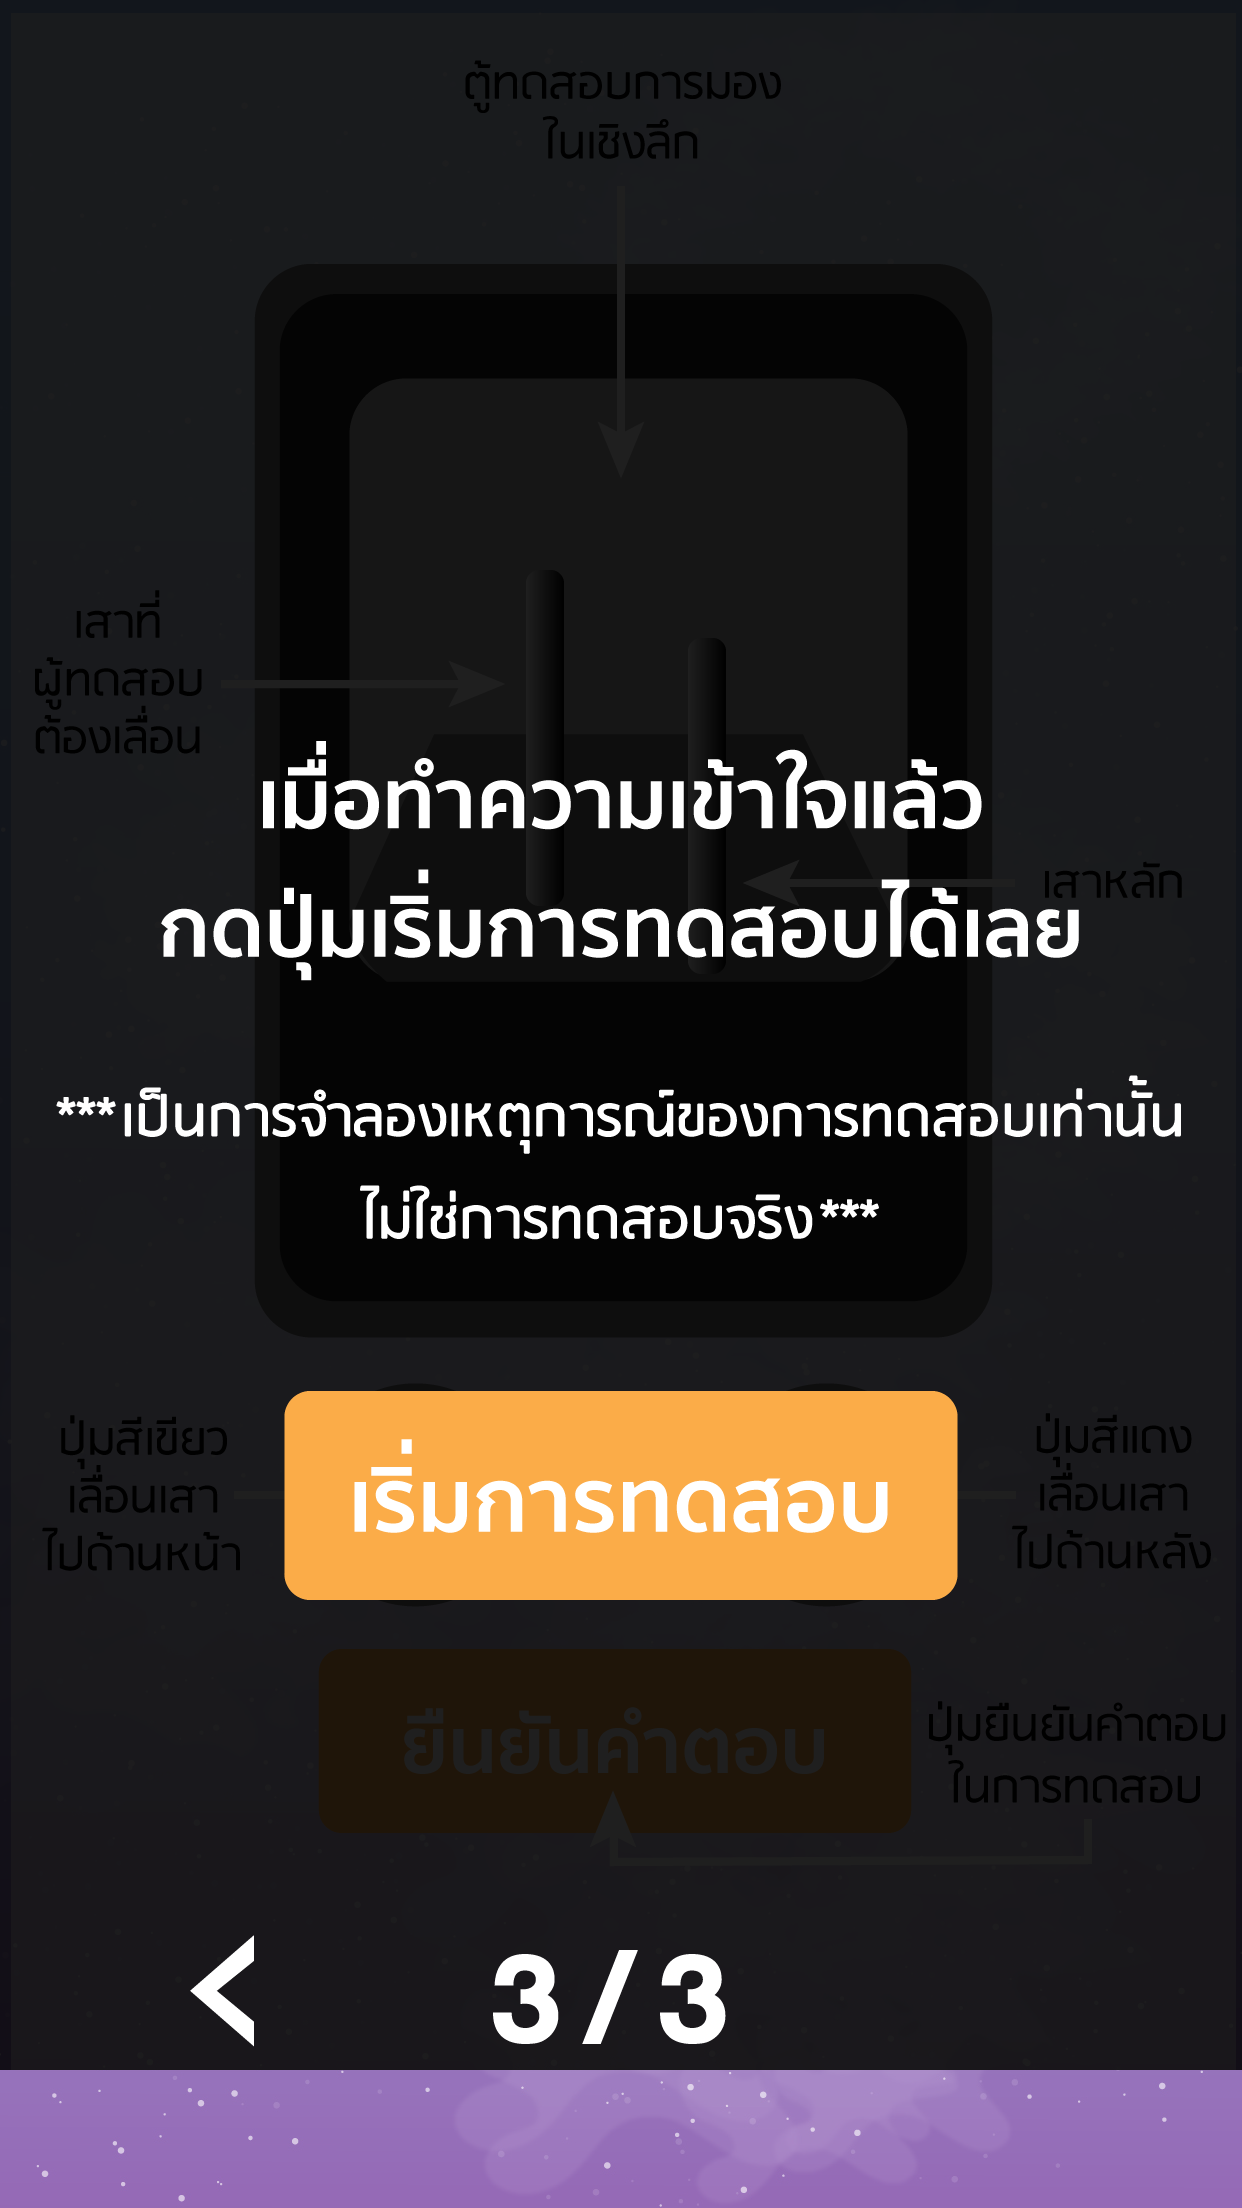 ตู้ทดสอบการมอง
ในเชิงลึก
เสาที่
ผู้ทดสอบ
ต้องเลื่อน
เมื่อทำความเข้าใจแล้ว
เสาหลัก
กดปุ่มเริ่มการทดสอบได้เลย
***เป็นการจำลองเหตุการณ์ของการทดสอบเท่านั้น
ไม่ใช่การทดสอบจริง***
ปุ่มสีเขียว
เลื่อนเสา
ไปด้านหน้า
เริ่มการทดสอบ
ปุ่มสีแดง
เลื่อนเสา
ไปด้านหลัง
ยืนยันคำตอบ
ปุ่มยืนยันคำตอบ
ในการทดสอบ
< 3/3